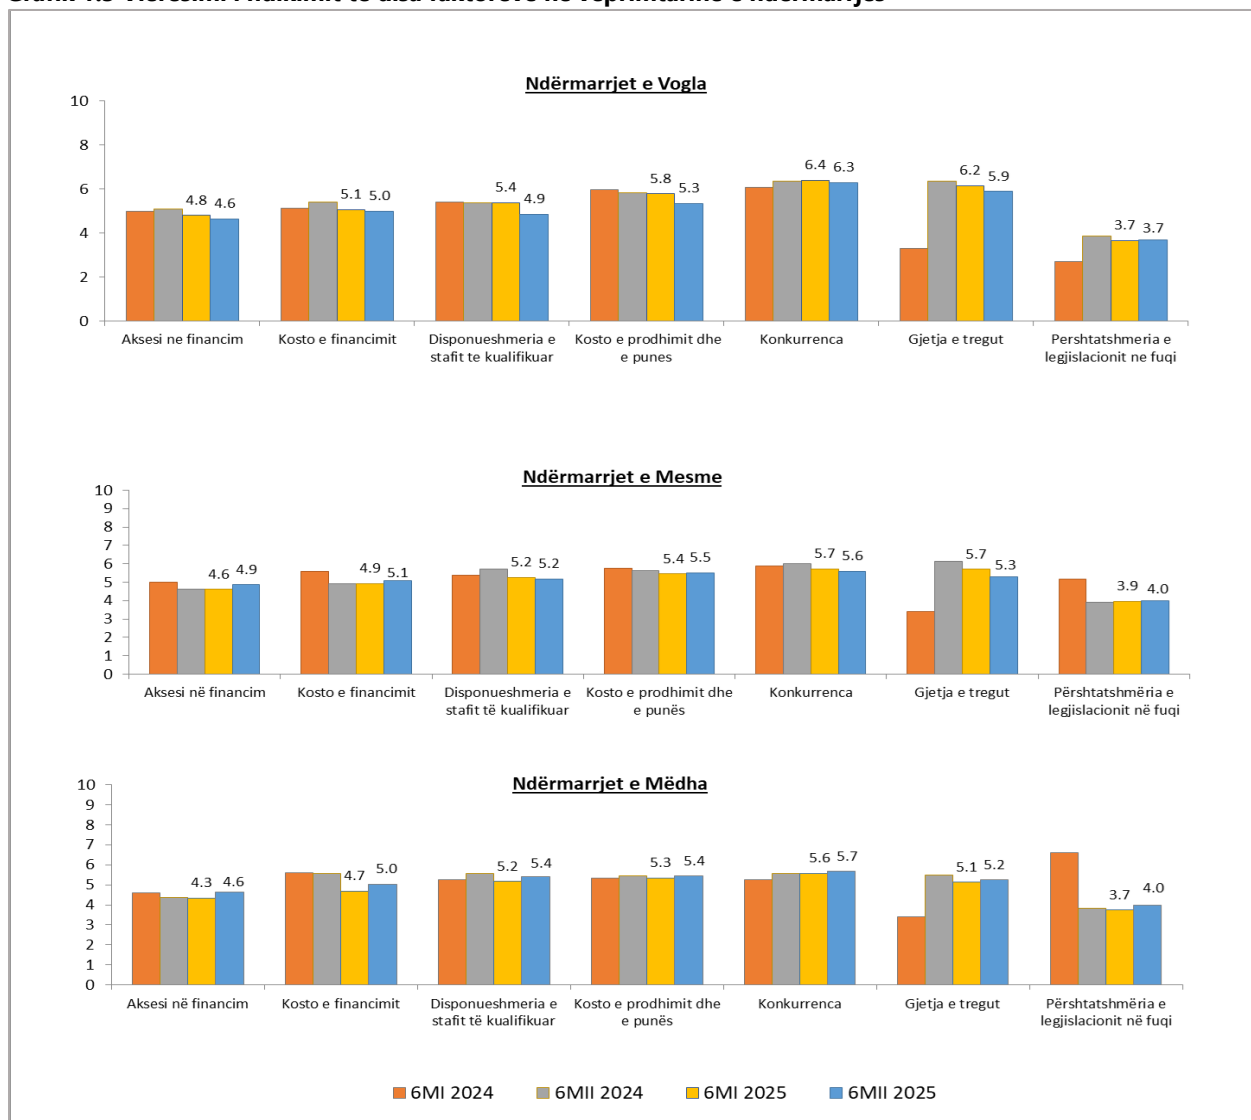 Ndërmarrjet e Vogla
10
8
6
4
2
0
4.8 4.6 5.1 5.0 5.4 4.9 5.8 5.3 6.4 6.3 6.2 5.9 3.7 3.7
Aksesi ne financim Kosto e financimit Disponueshmeria e stafit te kualifikuar Kosto e prodhimit dhe e punes Konkurrenca Gjetja e tregut Pershtatshmeria e legjislacionit ne fuqi
Ndërmarrjet e Mesme
10
9
8
7
6
5
4
3
2
1
0
4.6 4.9 4.9 5.1 5.2 5.2 5.4 5.5 5.7 5.6 5.7 5.3 3.9 4.0
Aksesi në financim Kosto e financimit Disponueshmëria e stafit të kualifikuar Kosto e prodhimit dhe e punës Konkurrenca Gjetja e tregut Përshtatshmëria e legjislacionit në fuqi
Ndërmarrjet e Mëdha
10
9
8
7
6
5
4
3
2
1
0
4.3 4.6 4.7 5.0 5.2 5.4 5.3 5.4 5.6 5.7 5.1 5.2 3.7 4.0
Aksesi në financim Kosto e financimit Disponueshmëria e stafit të kualifikuar Kosto e prodhimit dhe e punës Konkurrenca Gjetja e tregut Përshtatshmëria e legjislacionit në fuqi
6MI 2024 6MII 2024 6MI 2025 6MII 2025